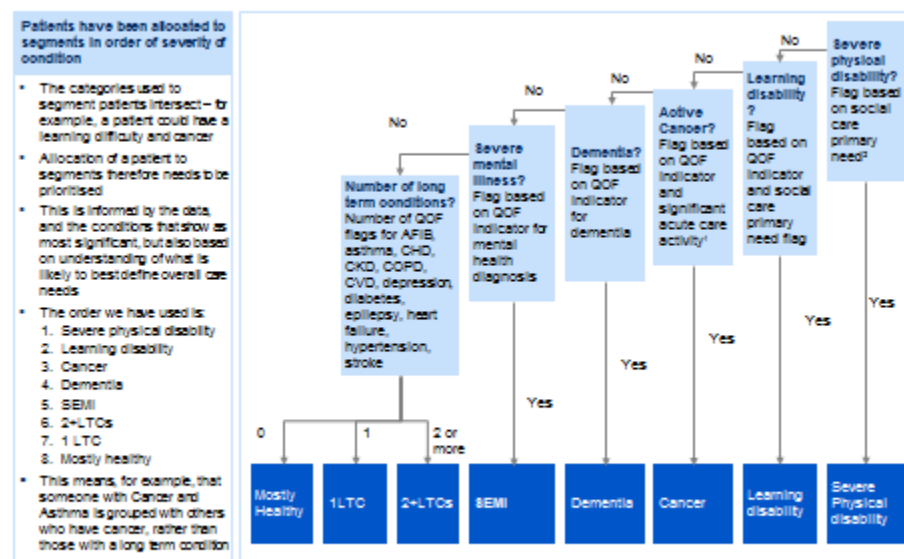 Patients have been allocated to
segments in order of severity of
condition
▪ The categories used to
segment patients intersect – for
example, a patient could have a
learning difficulty and cancer
▪ Allocation of a patient to
segments therefore needs to be
prioritised
▪ This is informed by the data,
and the conditions that show as
most significant, but also based
on understanding of what is
likely to best define overall care
needs
▪ The order we have used is:
1. Severe physical disability
2. Learning disability
3. Cancer
4. Dementia
5. SEMI
6. 2+LTCs
7. 1 LTC
8. Mostly healthy
▪ This means, for example, that
someone with Cancer and
Asthma is grouped with others
who have cancer, rather than
those with a long term condition
No
Number of long
term conditions?
Number of QOF
flags for AFIB,
asthma, CHD,
CKD, COPD,
CVD, depression,
diabetes,
epilepsy, heart
failure,
hypertension,
stroke
No
Severe
mental
illness?
Flag based
on QOF
indicator for
mental
health
diagnosis
No
Dementia?
Flag based
on QOF
indicator
for
dementia
No
Active
Cancer?
Flag based
on QOF
indicator
and
significant
acute care
activity¹
No
Learning
disability
?
Flag
based on
QOF
indicator
and social
care
primary
need flag
Severe
physical
disability?
Flag based
on social
care
primary
need²
0
1
2 or
more
Yes
Yes
Yes
Yes
Yes
Mostly
Healthy
1LTC
2+LTCs
SEMI
Dementia
Cancer
Learning
disability
Severe
Physical
disability